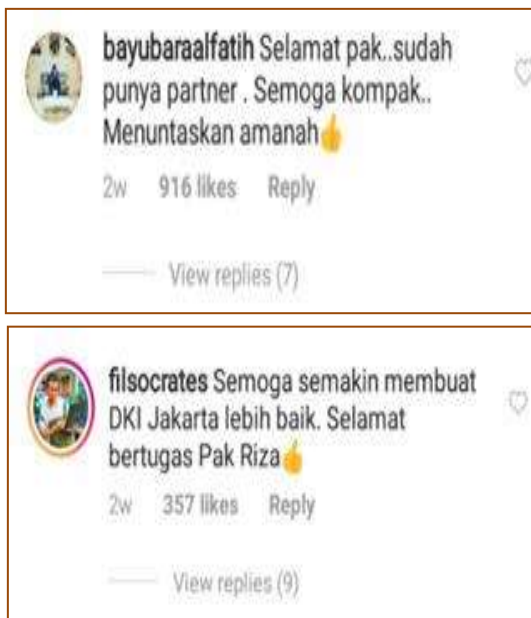 bayubaraalfatih Selamat pak..sudah
punya partner . Semoga kompak..
Menuntaskan amanah👍
2w 916 likes Reply
View replies (7)
filsocrates Semoga semakin membuat
DKI Jakarta lebih baik. Selamat
bertugas Pak Riza👍
2w 357 likes Reply
View replies (9)